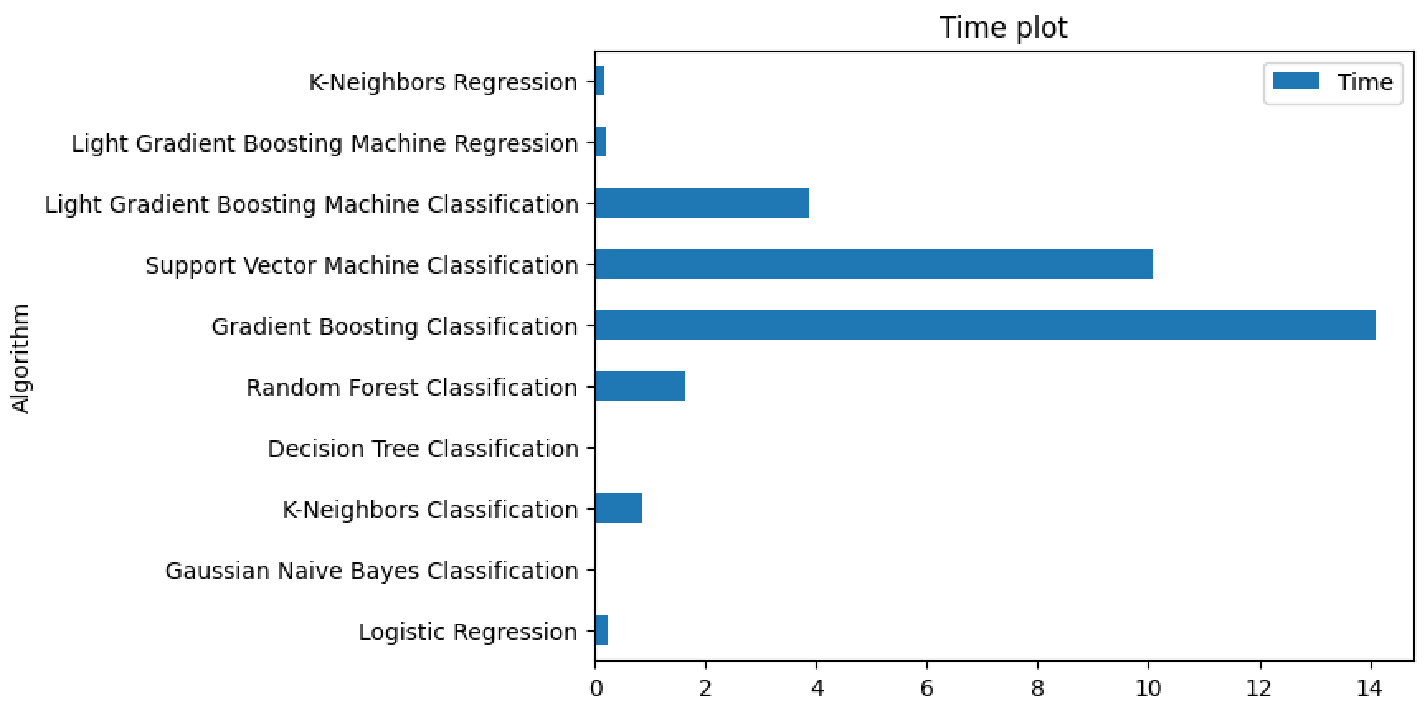 Time plot
Time
K-Neighbors Regression
Light Gradient Boosting Machine Regression
Light Gradient Boosting Machine Classification
Support Vector Machine Classification
Gradient Boosting Classification
Random Forest Classification
Decision Tree Classification
K-Neighbors Classification
Gaussian Naive Bayes Classification
Logistic Regression
Algorithm
0 2 4 6 8 10 12 14